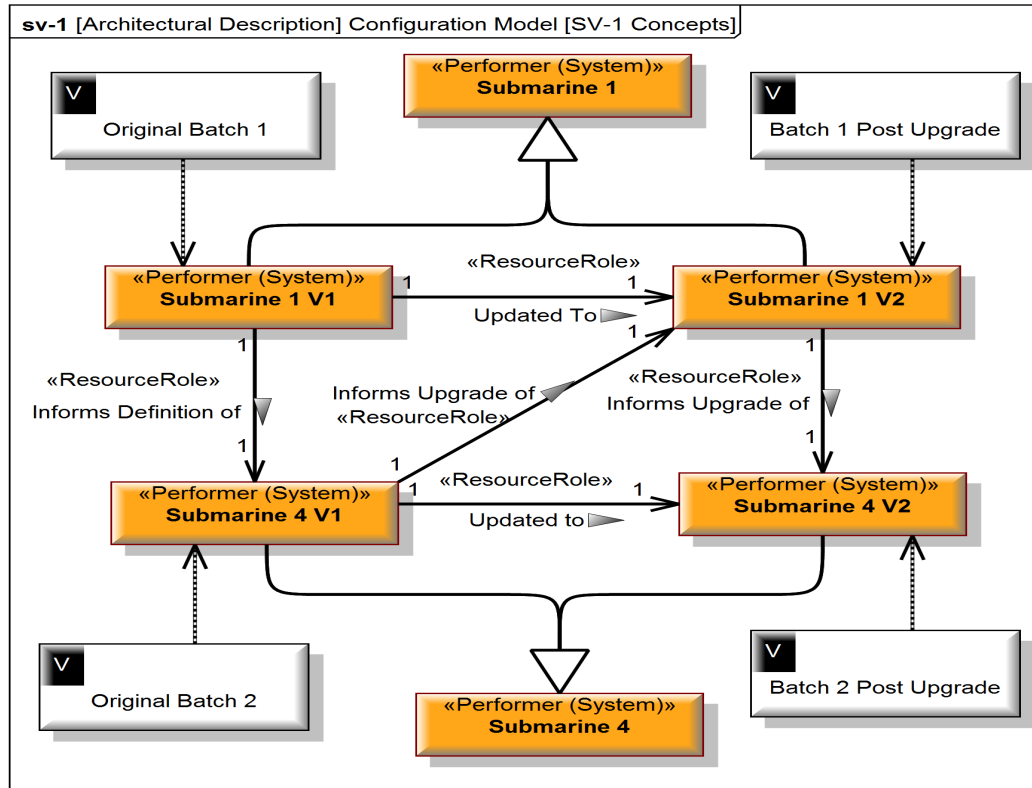 sv-1 [Architectural Description] Configuration Model [SV-1 Concepts]
«Performer (System)»
Submarine 1
V
Original Batch 1
V
Batch 1 Post Upgrade
«Performer (System)»
Submarine 1 V1
«ResourceRole»
1
1
Updated To
«Performer (System)»
Submarine 1 V2
1
«ResourceRole»
Informs Definition of
1
1
Informs Upgrade of
«ResourceRole»
1
1
«ResourceRole»
Informs Upgrade of
1
«Performer (System)»
Submarine 4 V1
«ResourceRole»
1
1
Updated to
«Performer (System)»
Submarine 4 V2
V
Original Batch 2
«Performer (System)»
Submarine 4
V
Batch 2 Post Upgrade